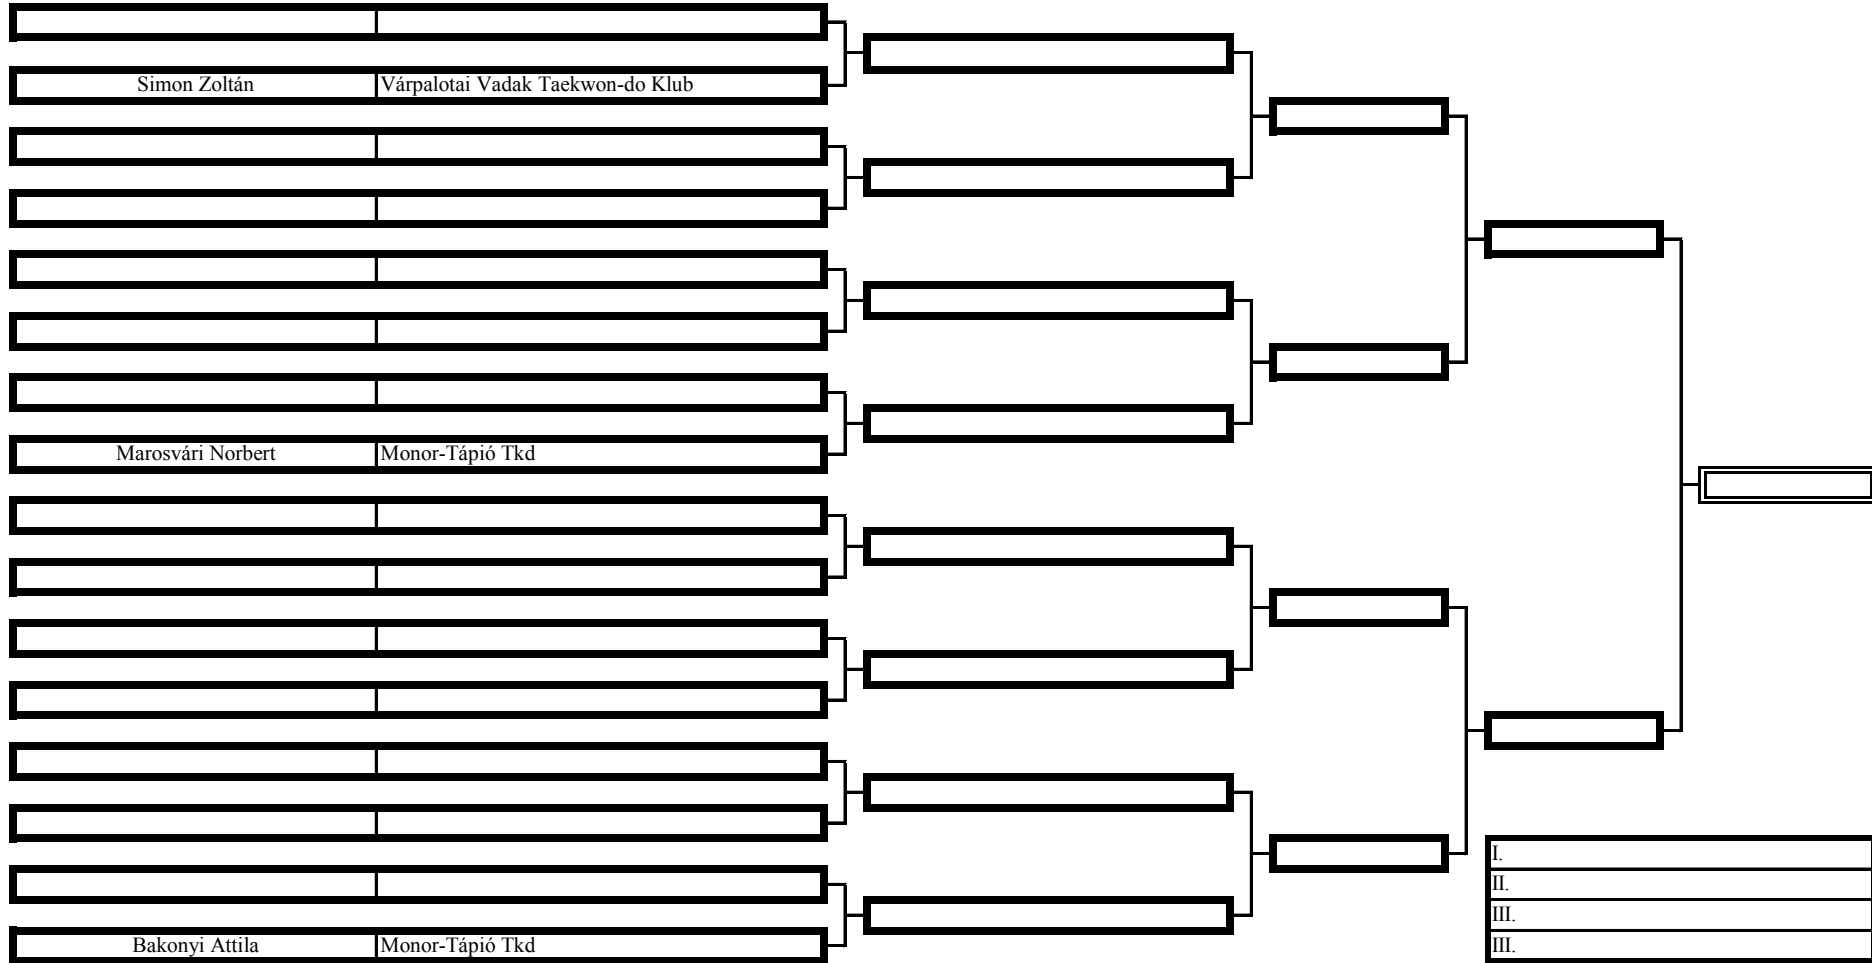 Simon Zoltán Várpalotai Vadak Taekwon-do Klub
Marosvári Norbert Monor-Tápió Tkd
Bakonyi Attila Monor-Tápió Tkd
I.
II.
III.
III.